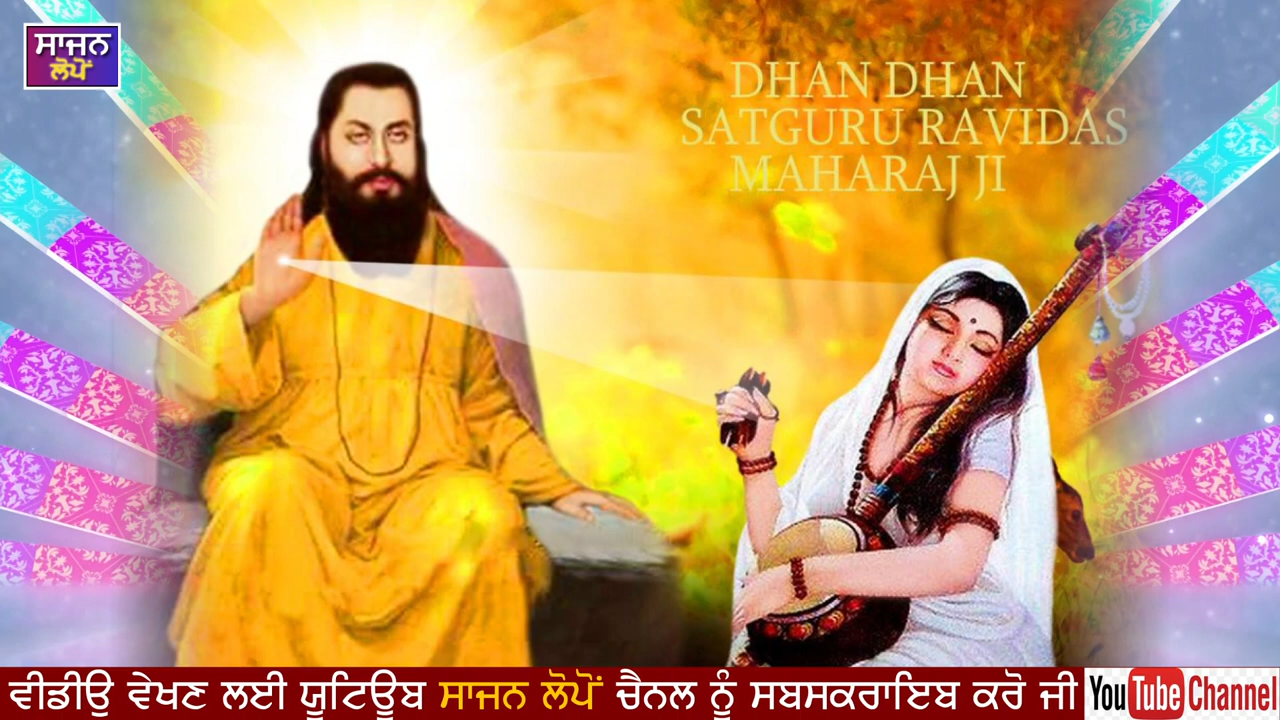 ਸਾਜਨ
ਲੋਪੋਂ
DHAN DHAN
SATGURU RAVIDAS
MAHARAJ JI
ਵੀਡੀਉ ਵੇਖਣ ਲਈ ਯੂਟਿਊਬ ਸਾਜਨ ਲੋਪੋਂ ਚੈਨਲ ਨੂੰ ਸਬਸਕਰਾਇਬ ਕਰੋ ਜੀ YouTube Channel